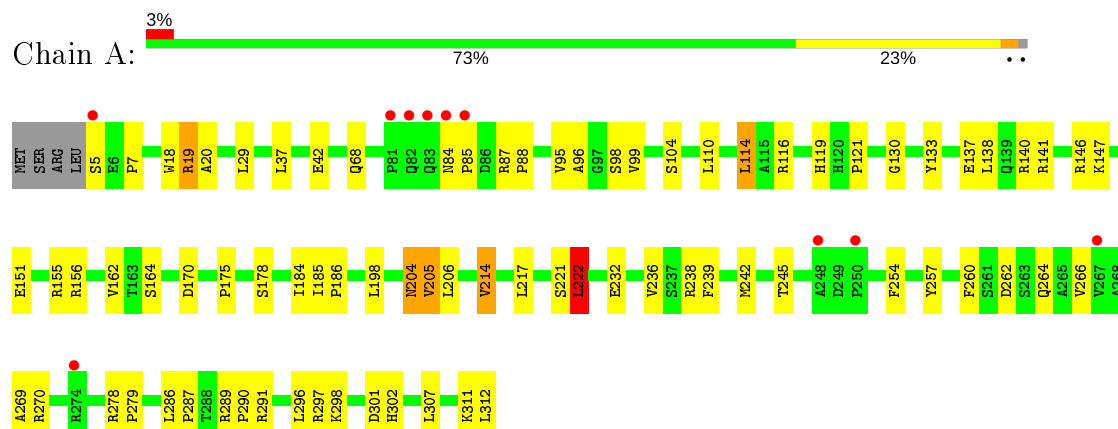 3%
Chain A:
73% 23% • •
MET SER ARG LEU S5 E6 P7 W18 R19 A20 L29 L37 E42 Q68 P81 Q82 Q83 N84 P85 D86 R87 P88 V95 A96 G97 S98 V99 S104 L110 L114 A115 R116 H119 H120 P121 G130 Y133 E137 L138 Q139 R140 R141 R146 K147
E151 R155 R156 V162 T163 S164 D170 P175 S178 I184 I185 P186 L198 N204 V205 L206 V214 L217 S221 L222 E232 V236 S237 R238 F239 M242 T245 A248 D249 P250 F254 Y257 F260 S261 D262 S263 Q264 A265 V266 V267 A268
A269 R270 R274 R278 P279 L286 P287 T288 R289 P290 R291 L296 R297 K298 D301 H302 L307 K311 L312